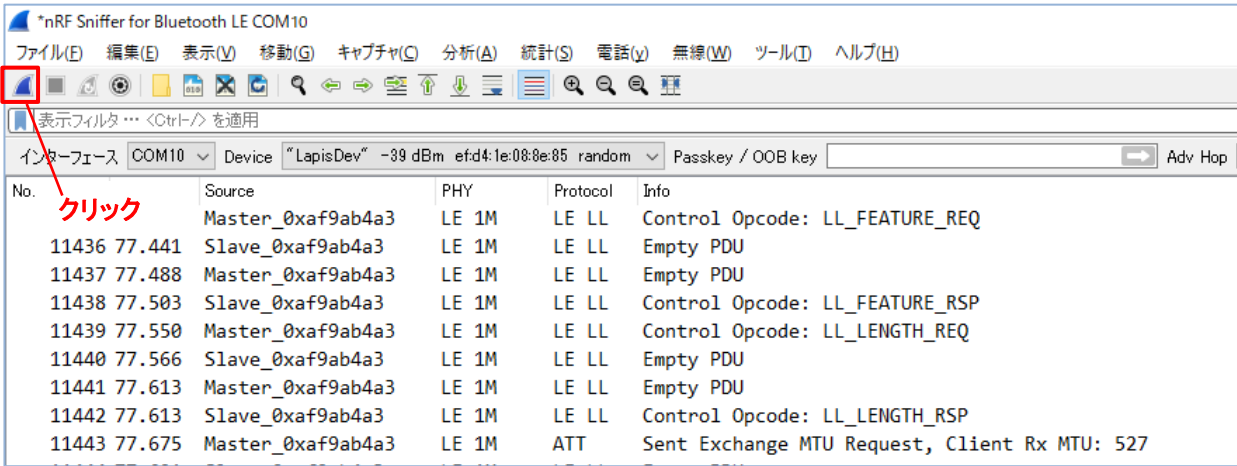 *nRF Sniffer for Bluetooth LE COM10
ファイル(F) 編集(E) 表示(V) 移動(G) キャプチャ(C) 分析(A) 統計(S) 電話(y) 無線(W) ツール(T) ヘルプ(H)
表示フィルタ … <Ctrl-/> を適用
インターフェース COM10 Device "LapisDev" -39 dBm ef:d4:1e:08:8e:85 random Passkey / OOB key Adv Hop
No. Source PHY Protocol Info
クリック
Master_0xaf9ab4a3 LE 1M LE LL Control Opcode: LL_FEATURE_REQ
11436 77.441 Slave_0xaf9ab4a3 LE 1M LE LL Empty PDU
11437 77.488 Master_0xaf9ab4a3 LE 1M LE LL Empty PDU
11438 77.503 Slave_0xaf9ab4a3 LE 1M LE LL Control Opcode: LL_FEATURE_RSP
11439 77.550 Master_0xaf9ab4a3 LE 1M LE LL Control Opcode: LL_LENGTH_REQ
11440 77.566 Slave_0xaf9ab4a3 LE 1M LE LL Empty PDU
11441 77.613 Master_0xaf9ab4a3 LE 1M LE LL Empty PDU
11442 77.613 Slave_0xaf9ab4a3 LE 1M LE LL Control Opcode: LL_LENGTH_RSP
11443 77.675 Master_0xaf9ab4a3 LE 1M ATT Sent Exchange MTU Request, Client Rx MTU: 527